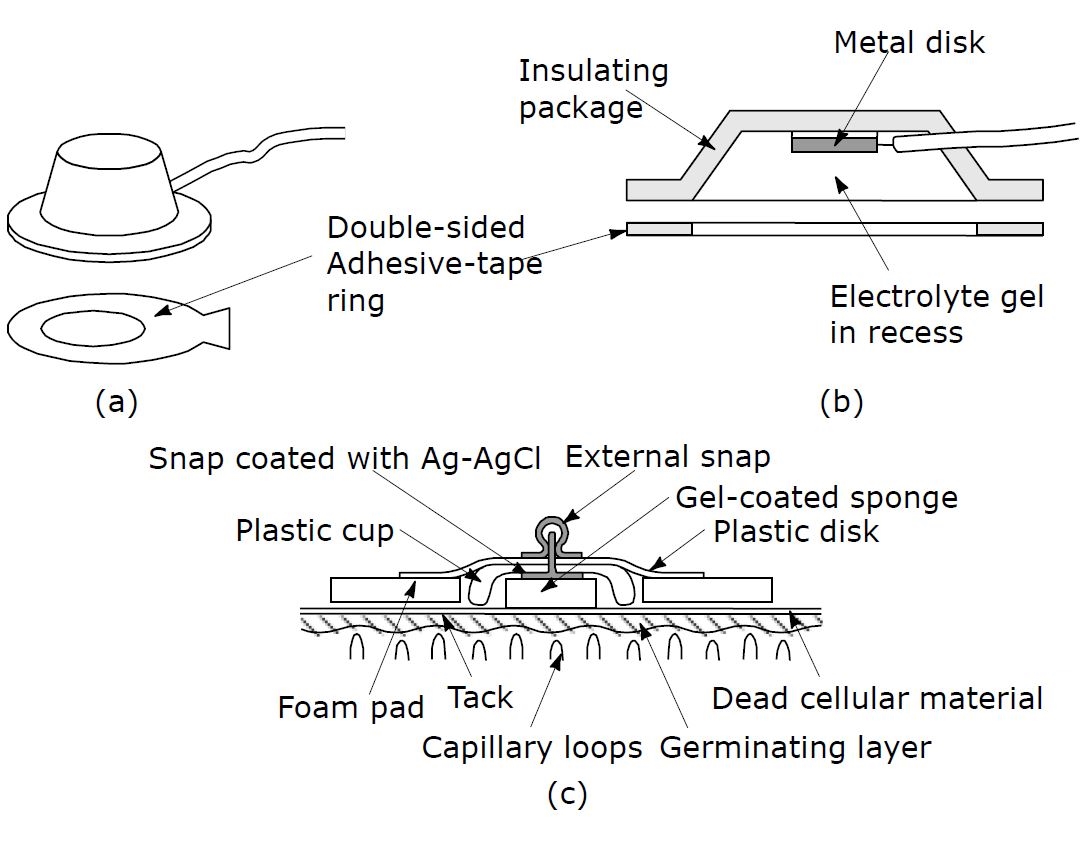 Metal disk
Insulating
package
Double-sided
Adhesive-tape
ring
Electrolyte gel
in recess
(a)
(b)
Snap coated with Ag-AgCl
External snap
Gel-coated sponge
Plastic cup
Plastic disk
Foam pad
Tack
Dead cellular material
Capillary loops
Germinating layer
(c)